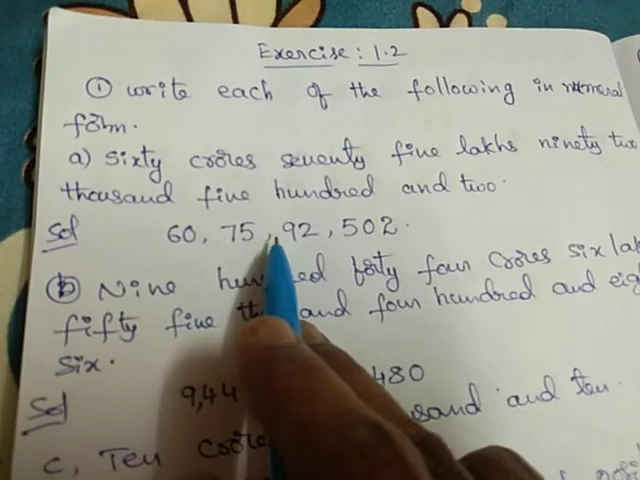 Exercise : 1.2
① Write each of the following in numeral
form.
a) Sixty crores seventy five lakhs ninety two
thousand five hundred and two.
Sol 60, 75, 92, 502.
ⓑ Nine hundred forty four crores six
fifty five and four hundred and
six.
Sol 9,44 480
c, Ten and ten.